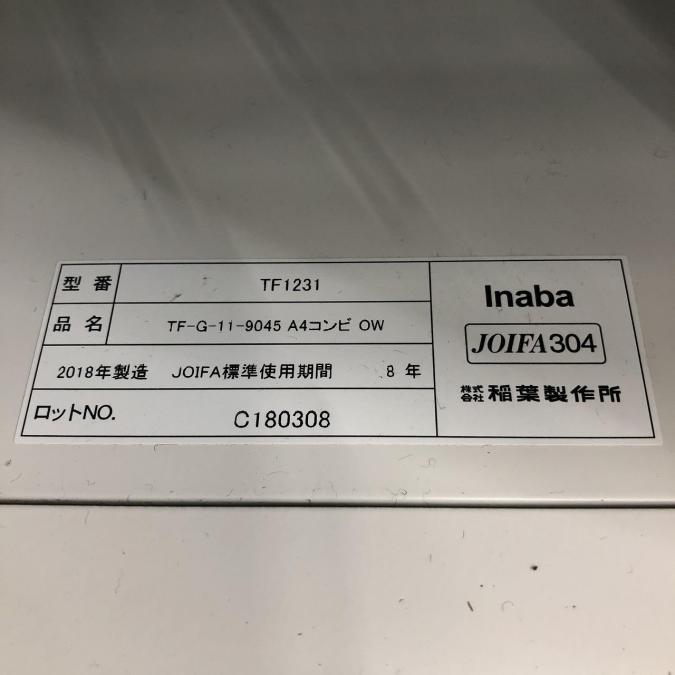 型番 TF1231
品名 TF-G-11-9045 A4コンビ OW
2018年製造 JOIFA標準使用期間 8年
ロットNO. C180308
Inaba
JOIFA304
株式会社 稲葉製作所